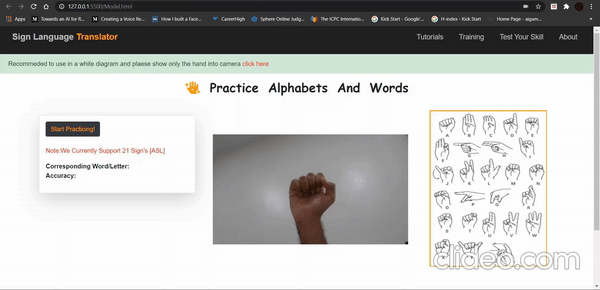 127.0.0.1:5500/Model.html
Apps
Towards an AI for R...
Creating a Voice Re...
How I built a Face...
CareerHigh
Sphere Online Judg...
The ICPC Internatio...
Kick Start - Google'...
H-index - Kick Start
Home Page - aigam...
Sign Language Translator
Tutorials Training Test Your Skill About
Recommeded to use in a white diagram and plaese show only the hand into camera click here
Practice Alphabets And Words
Start Practicing!
Note:We Currently Support 21 Sign's [ASL]
Corresponding Word/Letter:
Accuracy:
A B C D E
F G H I
J K L M N
O P Q R
S T U V W
X Y Z
clideo.com